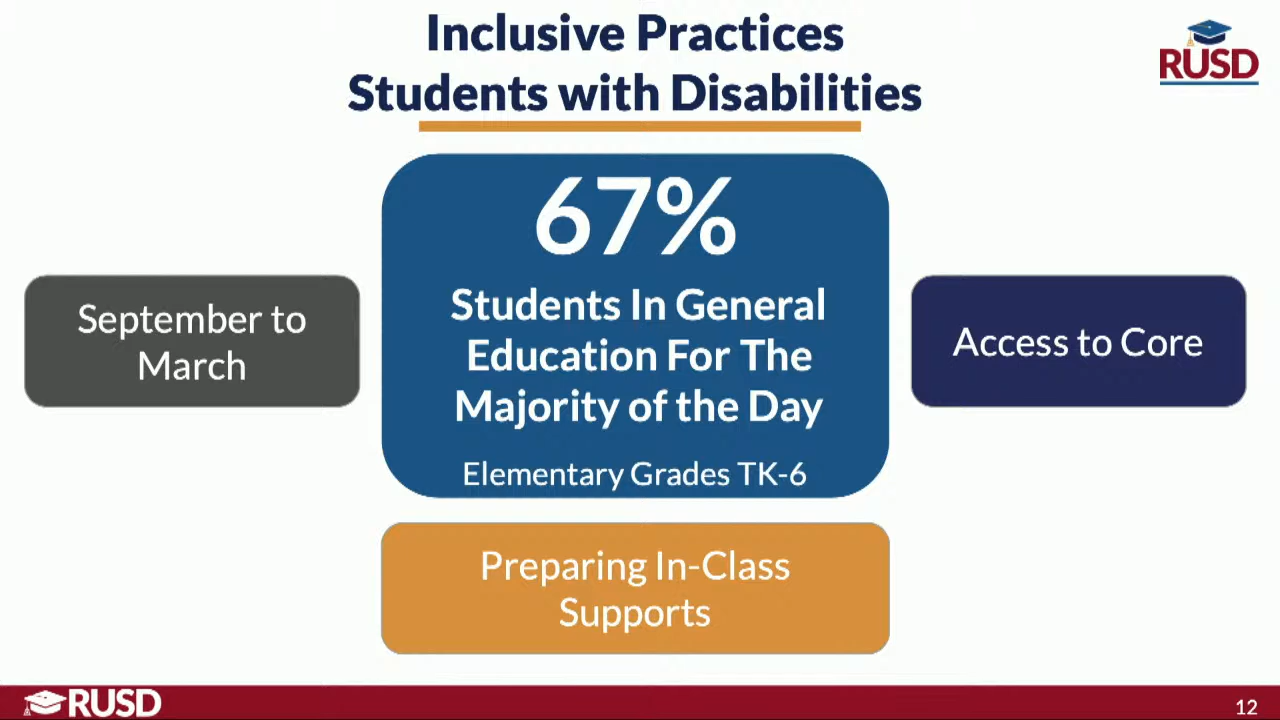 Inclusive Practices
Students with Disabilities
RUSD
67%
Students In General
Education For The
Majority of the Day
Elementary Grades TK-6
September to
March
Access to Core
Preparing In-Class
Supports
RUSD
12